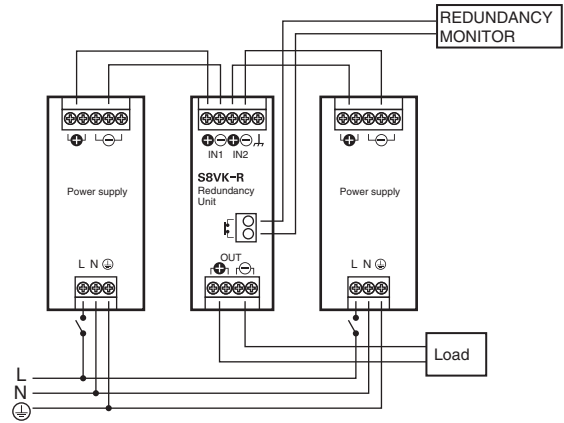 REDUNDANCY
MONITOR
IN1 IN2
Power supply
S8VK-R
Redundancy
Unit
Power supply
OUT
L N
L N
Load
L
N